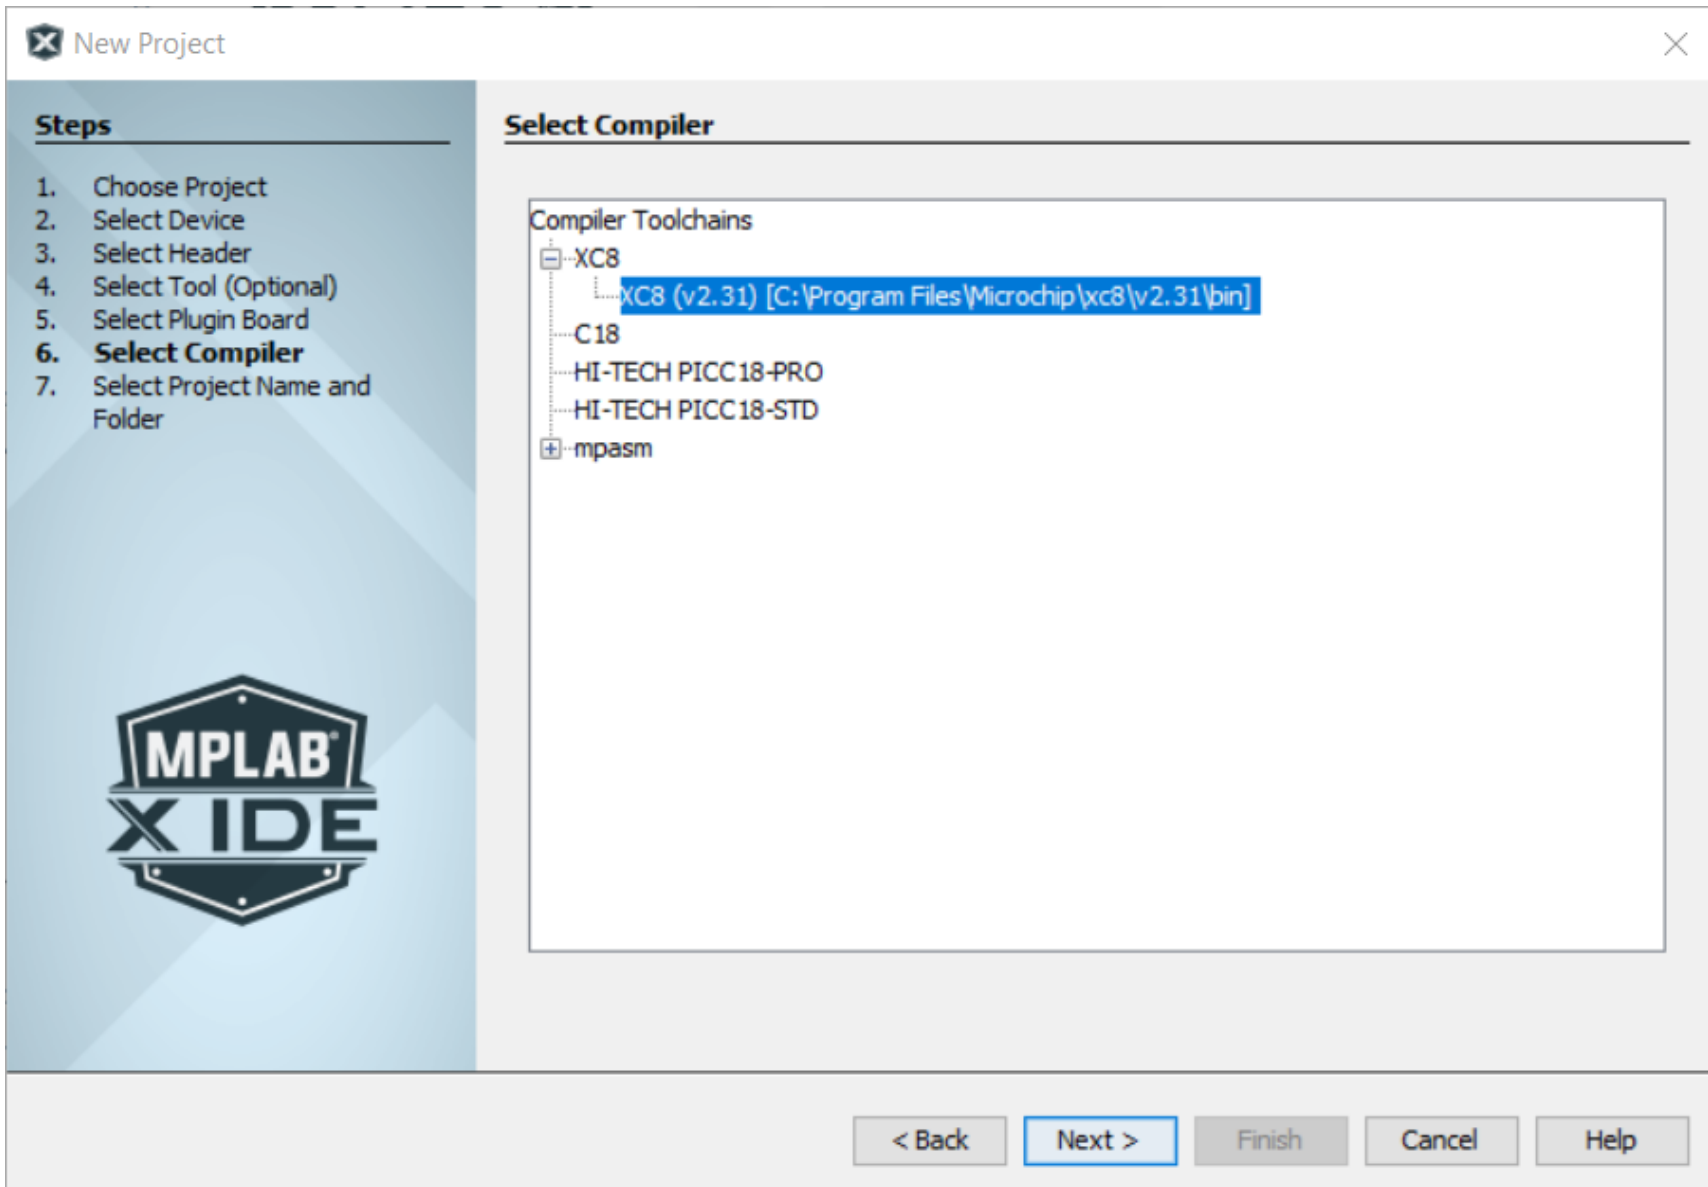 New Project
Steps
1. Choose Project
2. Select Device
3. Select Header
4. Select Tool (Optional)
5. Select Plugin Board
6. Select Compiler
7. Select Project Name and
Folder
MPLAB®
X IDE
Select Compiler
Compiler Toolchains
XC8
XC8 (v2.31) [C:\Program Files\Microchip\xc8\v2.31\bin]
C18
HI-TECH PICC18-PRO
HI-TECH PICC18-STD
mpasm
< Back
Next >
Finish
Cancel
Help